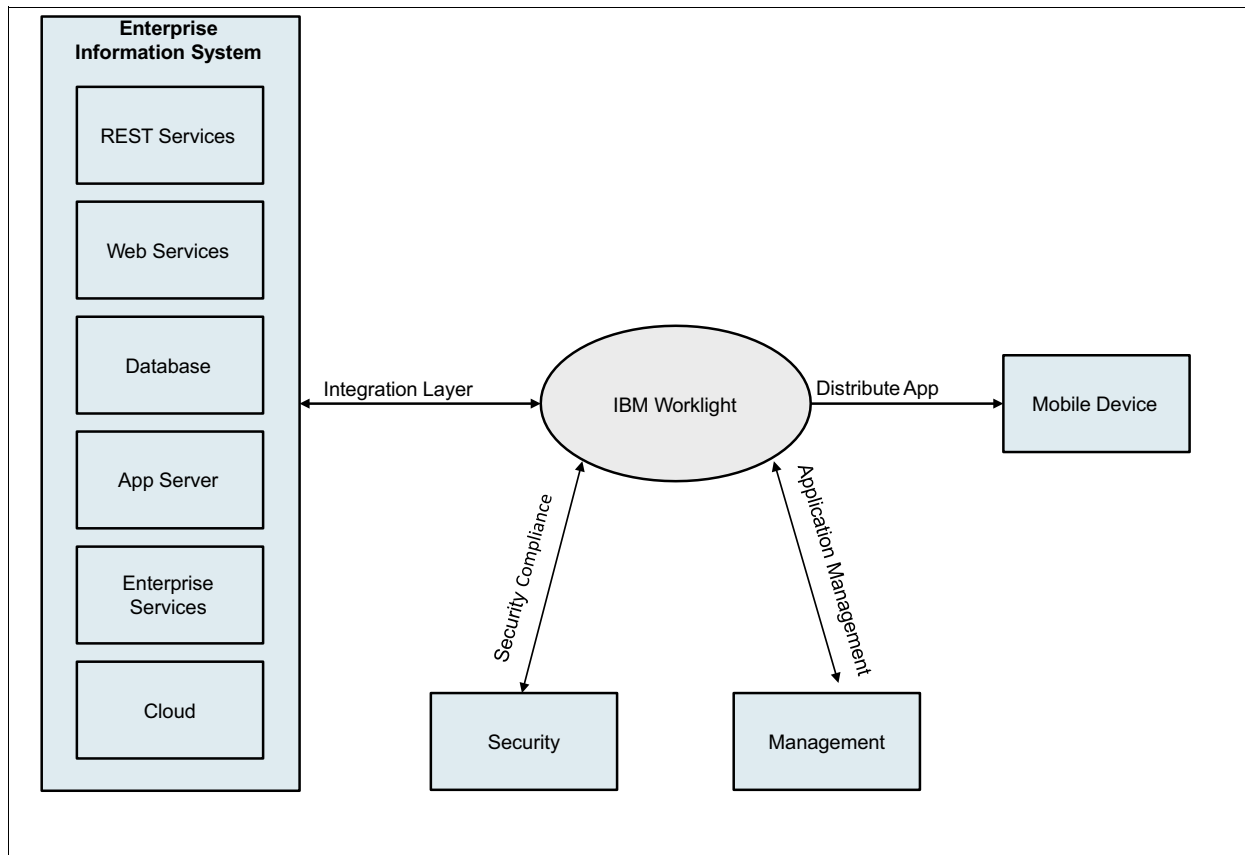 Enterprise
Information System
REST Services
Web Services
Database
App Server
Enterprise
Services
Cloud
Integration Layer
IBM Worklight
Distribute App
Mobile Device
Security Compliance
Application Management
Security
Management